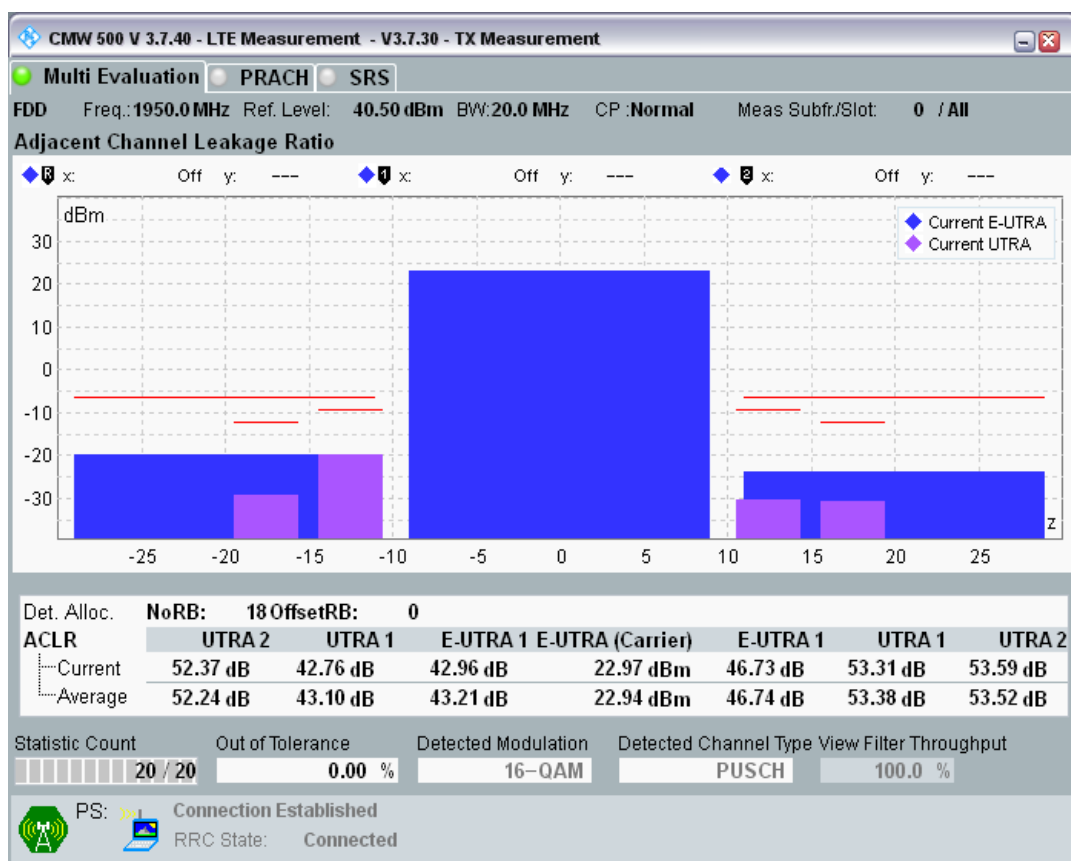 CMW 500 V 3.7.40 - LTE Measurement - V3.7.30 - TX Measurement
Multi Evaluation PRACH SRS
FDD Freq.: 1950.0 MHz Ref. Level: 40.50 dBm BW: 20.0 MHz CP : Normal Meas Subfr./Slot: 0 / All
Adjacent Channel Leakage Ratio
R x: Off y: --- 1 x: Off y: --- 2 x: Off y: ---
dBm
Current E-UTRA
Current UTRA
30
20
10
0
-10
-20
-30
z
-25 -20 -15 -10 -5 0 5 10 15 20 25
Det. Alloc. NoRB: 18 OffsetRB: 0
ACLR UTRA 2 UTRA 1 E-UTRA 1 E-UTRA (Carrier) E-UTRA 1 UTRA 1 UTRA 2
Current 52.37 dB 42.76 dB 42.96 dB 22.97 dBm 46.73 dB 53.31 dB 53.59 dB
Average 52.24 dB 43.10 dB 43.21 dB 22.94 dBm 46.74 dB 53.38 dB 53.52 dB
Statistic Count Out of Tolerance Detected Modulation Detected Channel Type View Filter Throughput
20 / 20 0.00 % 16-QAM PUSCH 100.0 %
PS: Connection Established
RRC State: Connected